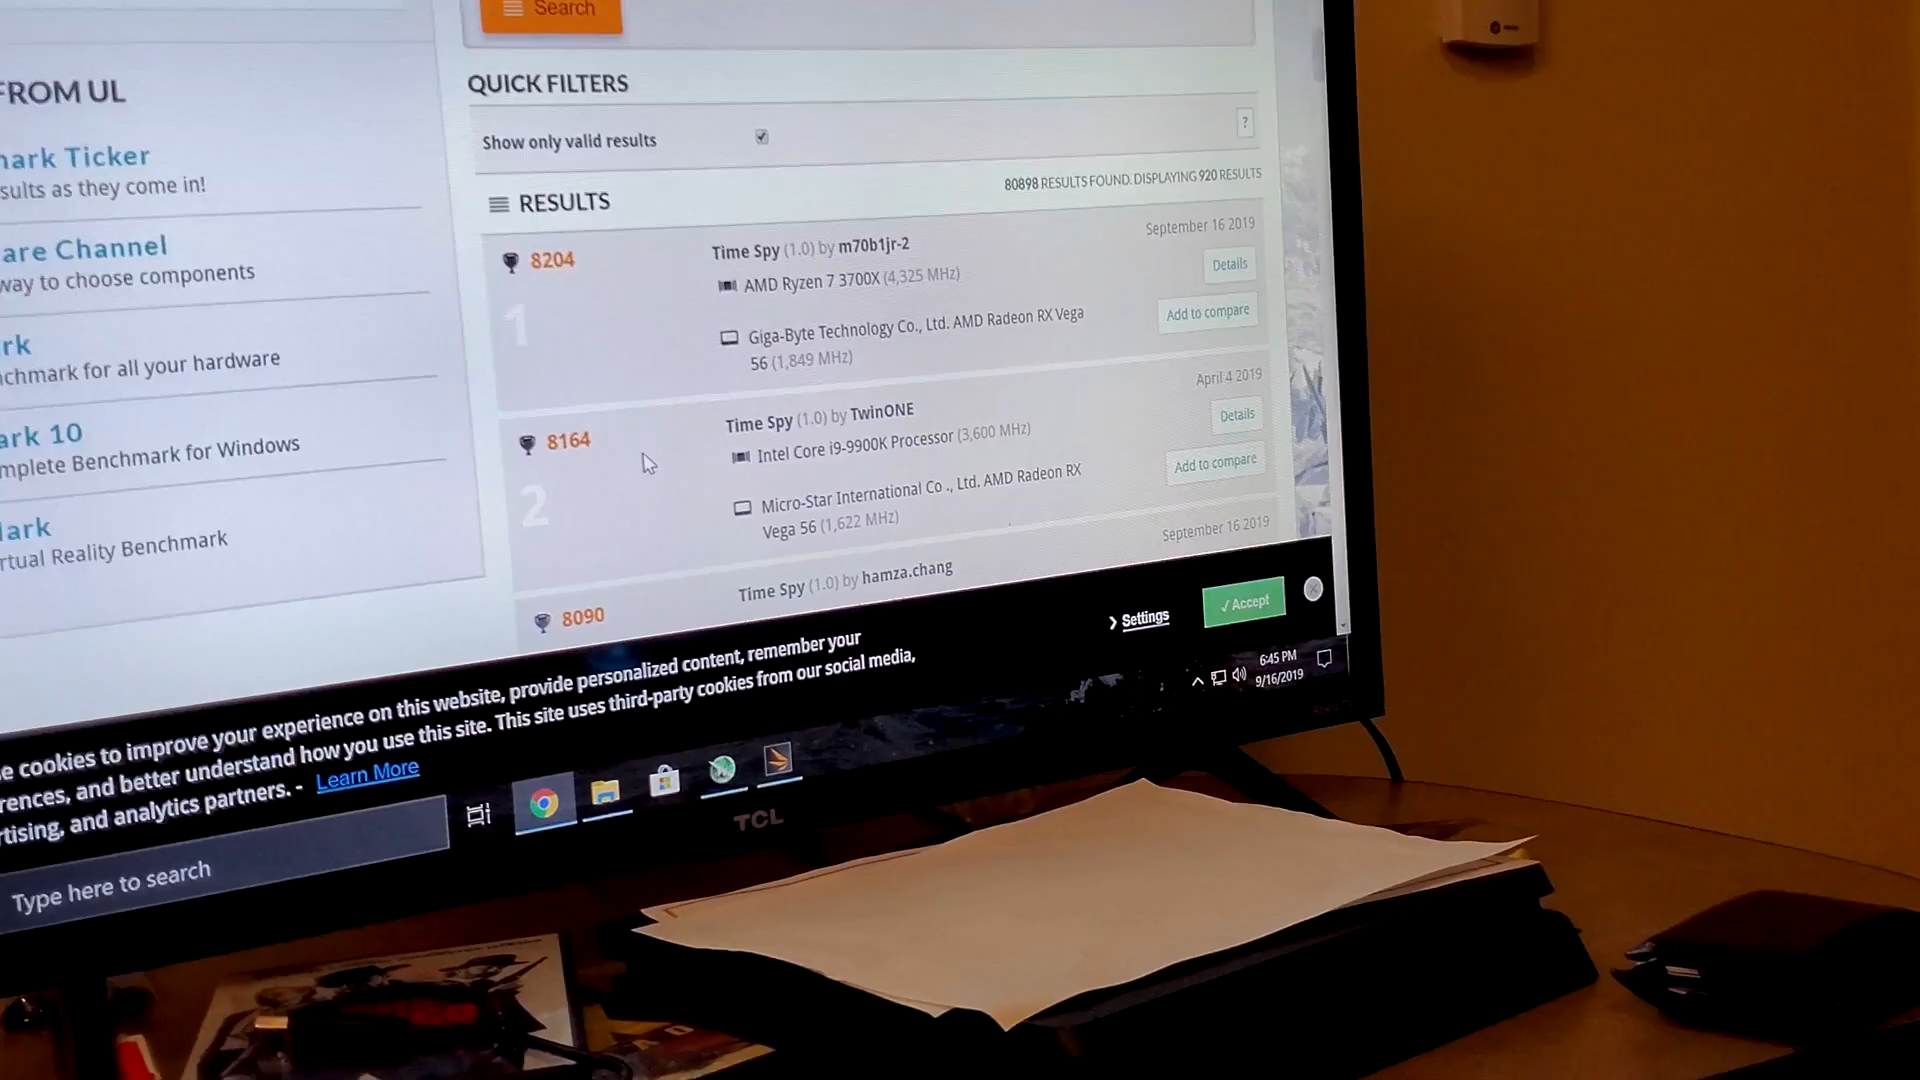 Search
FROM UL
QUICK FILTERS
Show only valid results
?
mark Ticker
sults as they come in!
RESULTS
80898 RESULTS FOUND. DISPLAYING 920 RESULTS
are Channel
way to choose components
8204
1
Time Spy (1.0) by m70b1jr-2
September 16 2019
AMD Ryzen 7 3700X (4,325 MHz)
Details
Giga-Byte Technology Co., Ltd. AMD Radeon RX Vega
56 (1,849 MHz)
Add to compare
rk
chmark for all your hardware
8164
2
Time Spy (1.0) by TwinONE
April 4 2019
Intel Core i9-9900K Processor (3,600 MHz)
Details
Micro-Star International Co ., Ltd. AMD Radeon RX
Vega 56 (1,622 MHz)
Add to compare
ark 10
mplete Benchmark for Windows
8090
Time Spy (1.0) by hamza.chang
September 16 2019
lark
rtual Reality Benchmark
e cookies to improve your experience on this website, provide personalized content, remember your
rences, and better understand how you use this site. This site uses third-party cookies from our social media,
rtising, and analytics partners. - Learn More
Settings
✓ Accept
6:45 PM
9/16/2019
Type here to search
TCL